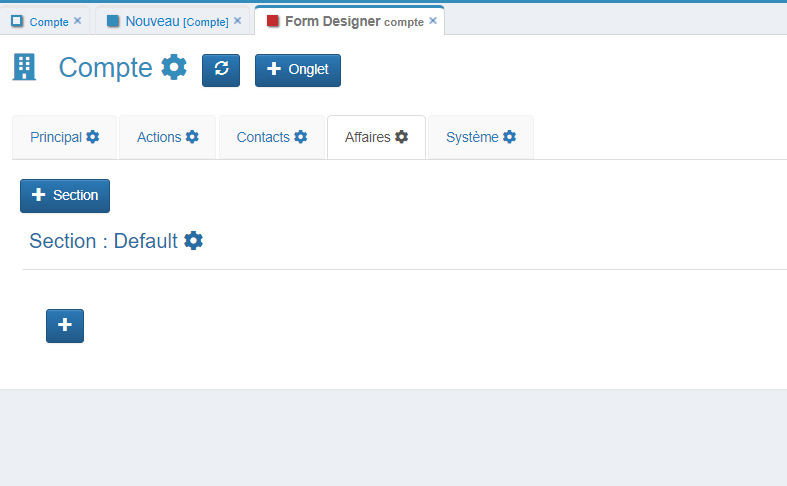 Compte × Nouveau [Compte] × Form Designer compte ×
Compte + Onglet
Principal Actions Contacts Affaires Système
+ Section
Section : Default
+